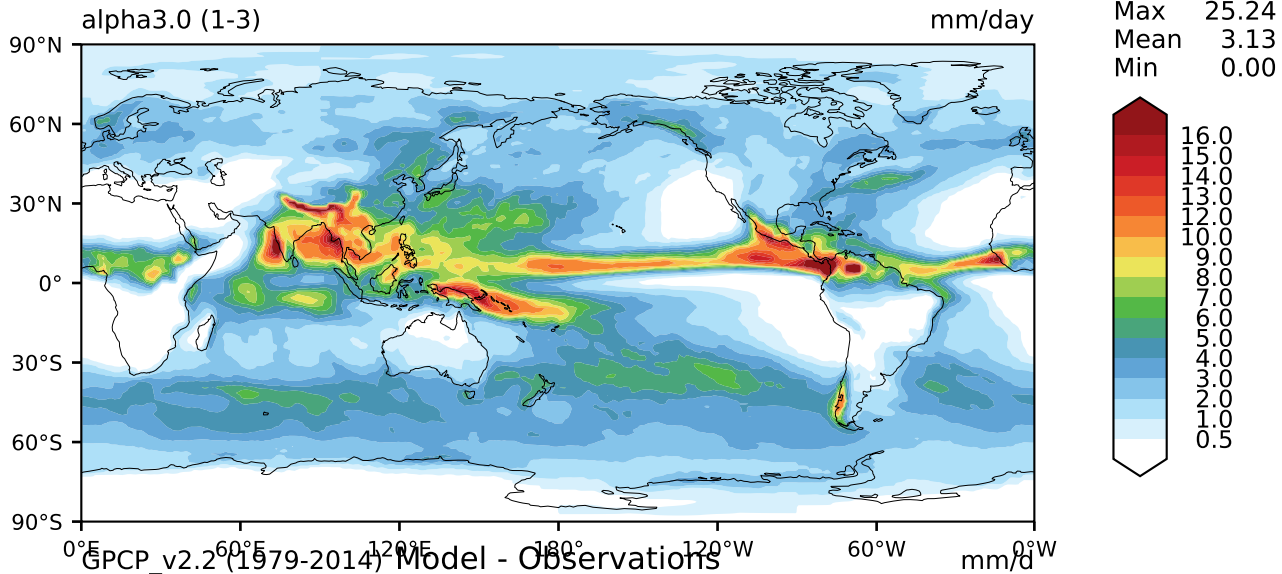 alpha3.0 (1-3) mm/day
Max 25.24
Mean 3.13
Min 0.00
90°N
60°N
30°N
0°
30°S
60°S
90°S
0°E 60°E 120°E 180° 120°W 60°W 0°W
16.0
15.0
14.0
13.0
12.0
10.0
9.0
8.0
7.0
6.0
5.0
4.0
3.0
2.0
1.0
0.5
GPCP_v2.2 (1979-2014) Model - Observations mm/d